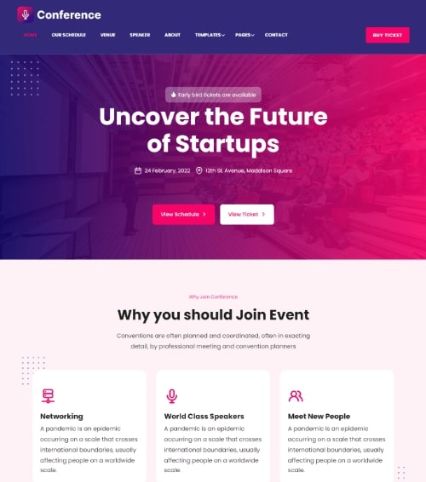 Conference
HOME OUR SCHEDULE VENUE SPEAKER ABOUT TEMPLATES PAGES CONTACT BUY TICKET
Early bird tickets are available
Uncover the Future
of Startups
24 February, 2022 12th St. Avenue, Maddison Square
View Schedule View Ticket
Why Join Conference
Why you should Join Event
Conventions are often planned and coordinated, often in exacting
detail, by professional meeting and convention planners
Networking
A pandemic is an epidemic
occurring on a scale that crosses
international boundaries, usually
affecting people on a worldwide
scale.
World Class Speakers
A pandemic is an epidemic
occurring on a scale that crosses
international boundaries, usually
affecting people on a worldwide
scale
Meet New People
A pandemic is an epidemic
occurring on a scale that crosses
international boundaries, usually
affecting people on a worldwide
scale.